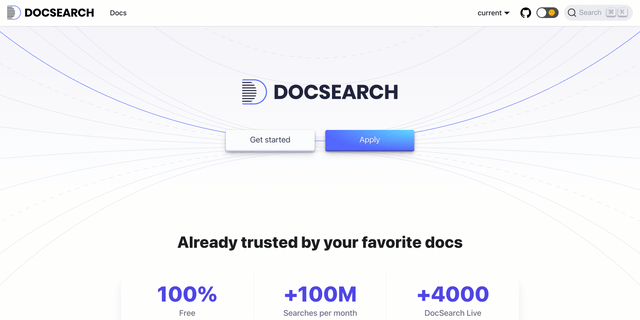 DOCSEARCH Docs current Search ⌘ K
DOCSEARCH
Get started Apply
Already trusted by your favorite docs
100% +100M +4000
Free Searches per month DocSearch Live